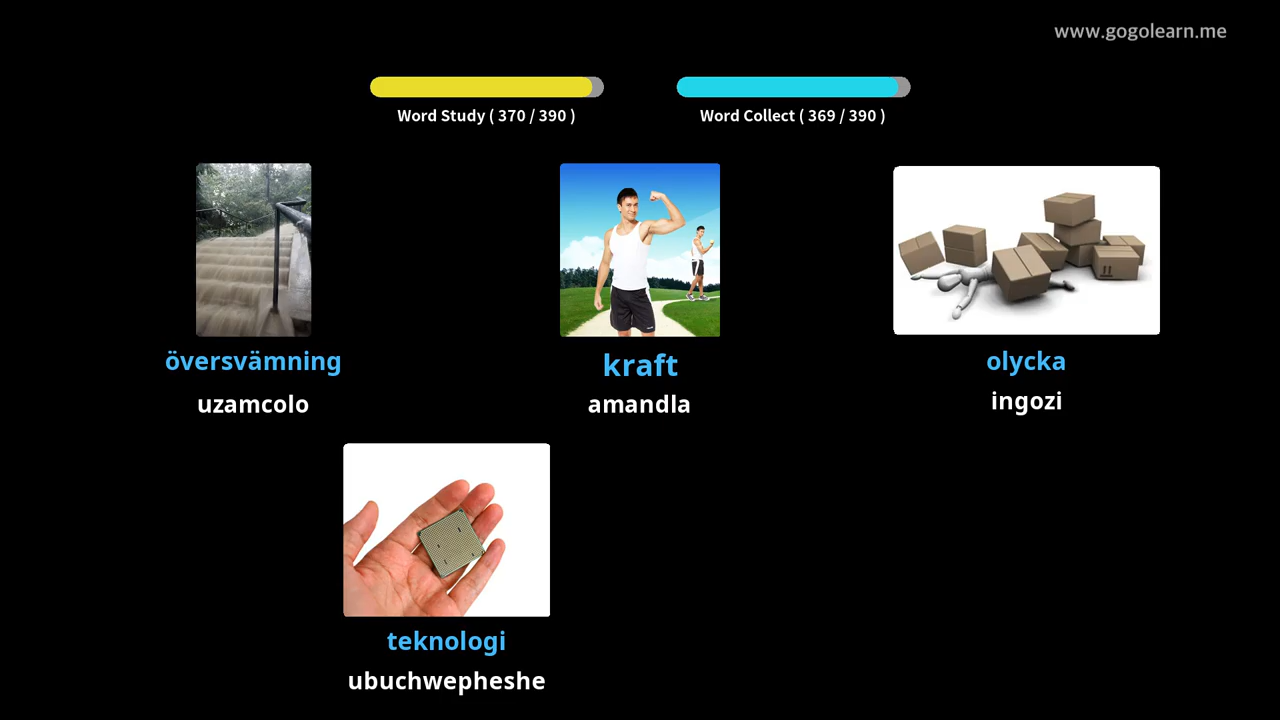 www.gogolearn.me
Word Study ( 370 / 390 )
Word Collect ( 369 / 390 )
översvämning
kraft
olycka
uzamcolo
amandla
ingozi
teknologi
ubuchwepheshe